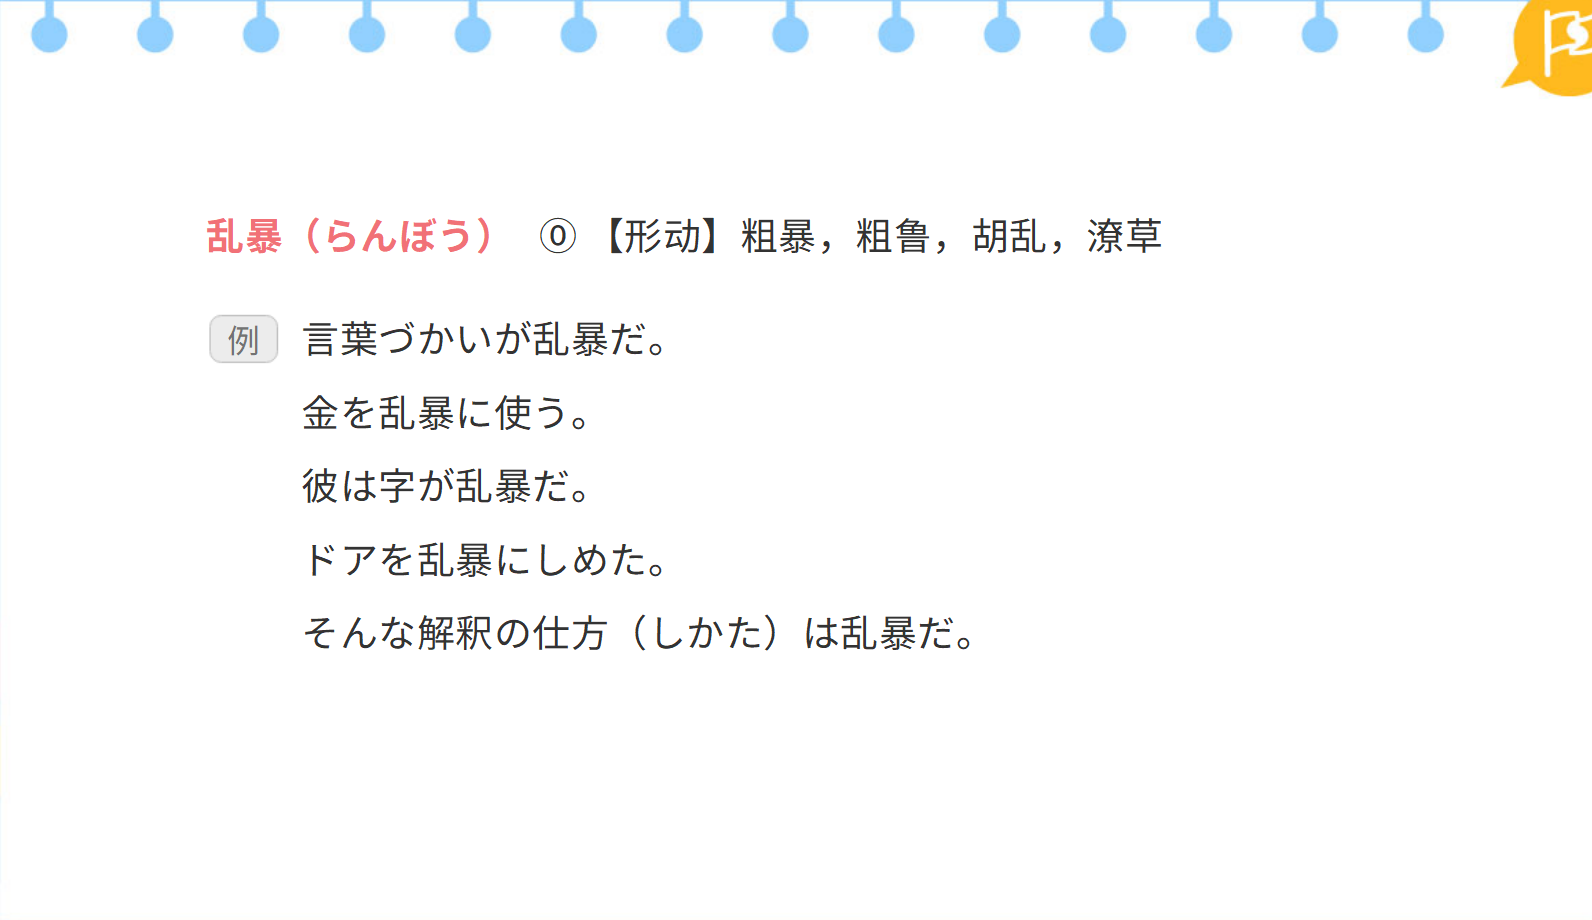 乱暴（らんぼう） ⓪ 【形动】粗暴，粗鲁，胡乱，潦草
例 言葉づかいが乱暴だ。
金を乱暴に使う。
彼は字が乱暴だ。
ドアを乱暴にしめた。
そんな解釈の仕方（しかた）は乱暴だ。